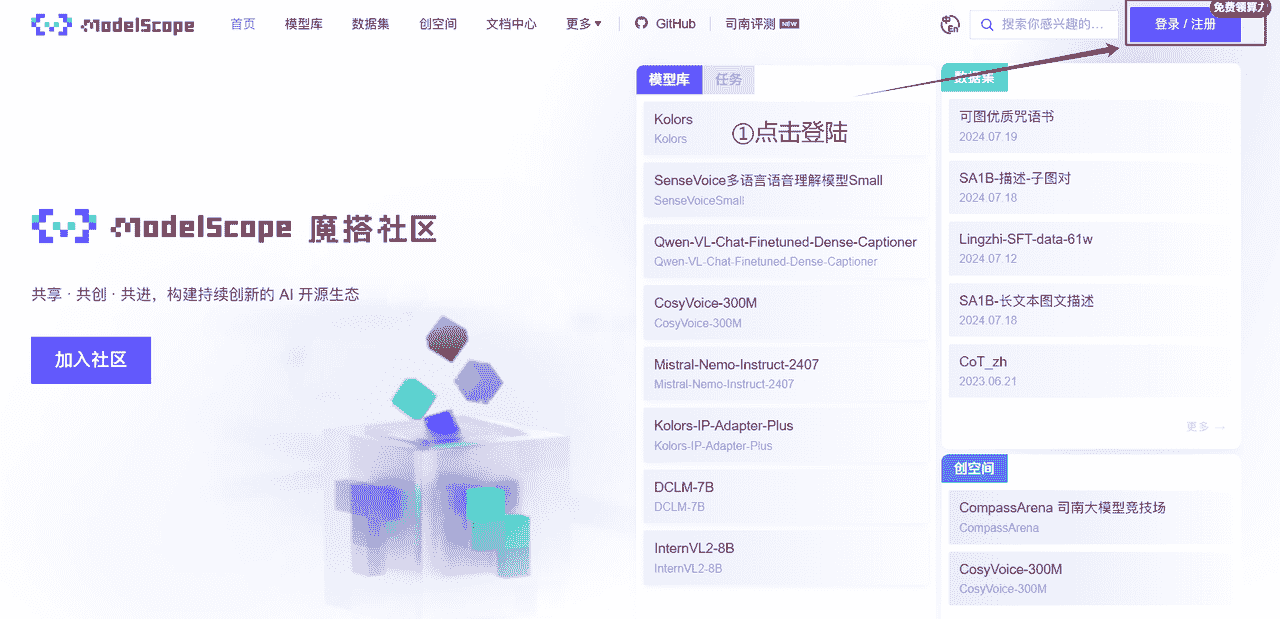 ModelScope 首页 模型库 数据集 创空间 文档中心 更多 GitHub 司南评测 NEW 中 En 搜索你感兴趣的... 登录 / 注册
免费领算力
模型库 任务
Kolors
Kolors
①点击登陆
SenseVoice多语言语音理解模型Small
SenseVoiceSmall
Qwen-VL-Chat-Finetuned-Dense-Captioner
Qwen-VL-Chat-Finetuned-Dense-Captioner
CosyVoice-300M
CosyVoice-300M
Mistral-Nemo-Instruct-2407
Mistral-Nemo-Instruct-2407
Kolors-IP-Adapter-Plus
Kolors-IP-Adapter-Plus
DCLM-7B
DCLM-7B
InternVL2-8B
InternVL2-8B
数据集
可图优质咒语书
2024.07.19
SA1B-描述-子图对
2024.07.18
Lingzhi-SFT-data-61w
2024.07.12
SA1B-长文本图文描述
2024.07.18
CoT_zh
2023.06.21
更多 →
创空间
CompassArena 司南大模型竞技场
CompassArena
CosyVoice-300M
CosyVoice-300M
ModelScope 魔搭社区
共享 · 共创 · 共进，构建持续创新的 AI 开源生态
加入社区